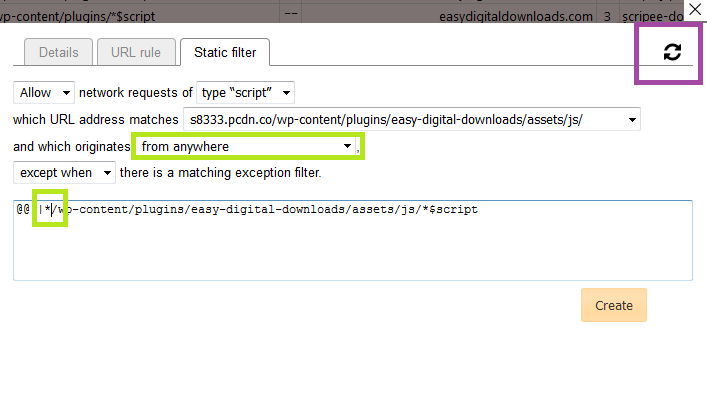 wp-content/plugins/*$script -- easydigitaldownloads.com 3 scripee-do
Details URL rule Static filter
Allow network requests of type “script”
which URL address matches s8333.pcdn.co/wp-content/plugins/easy-digital-downloads/assets/js/
and which originates from anywhere ,
except when there is a matching exception filter.
@@||*/wp-content/plugins/easy-digital-downloads/assets/js/*$script
Create